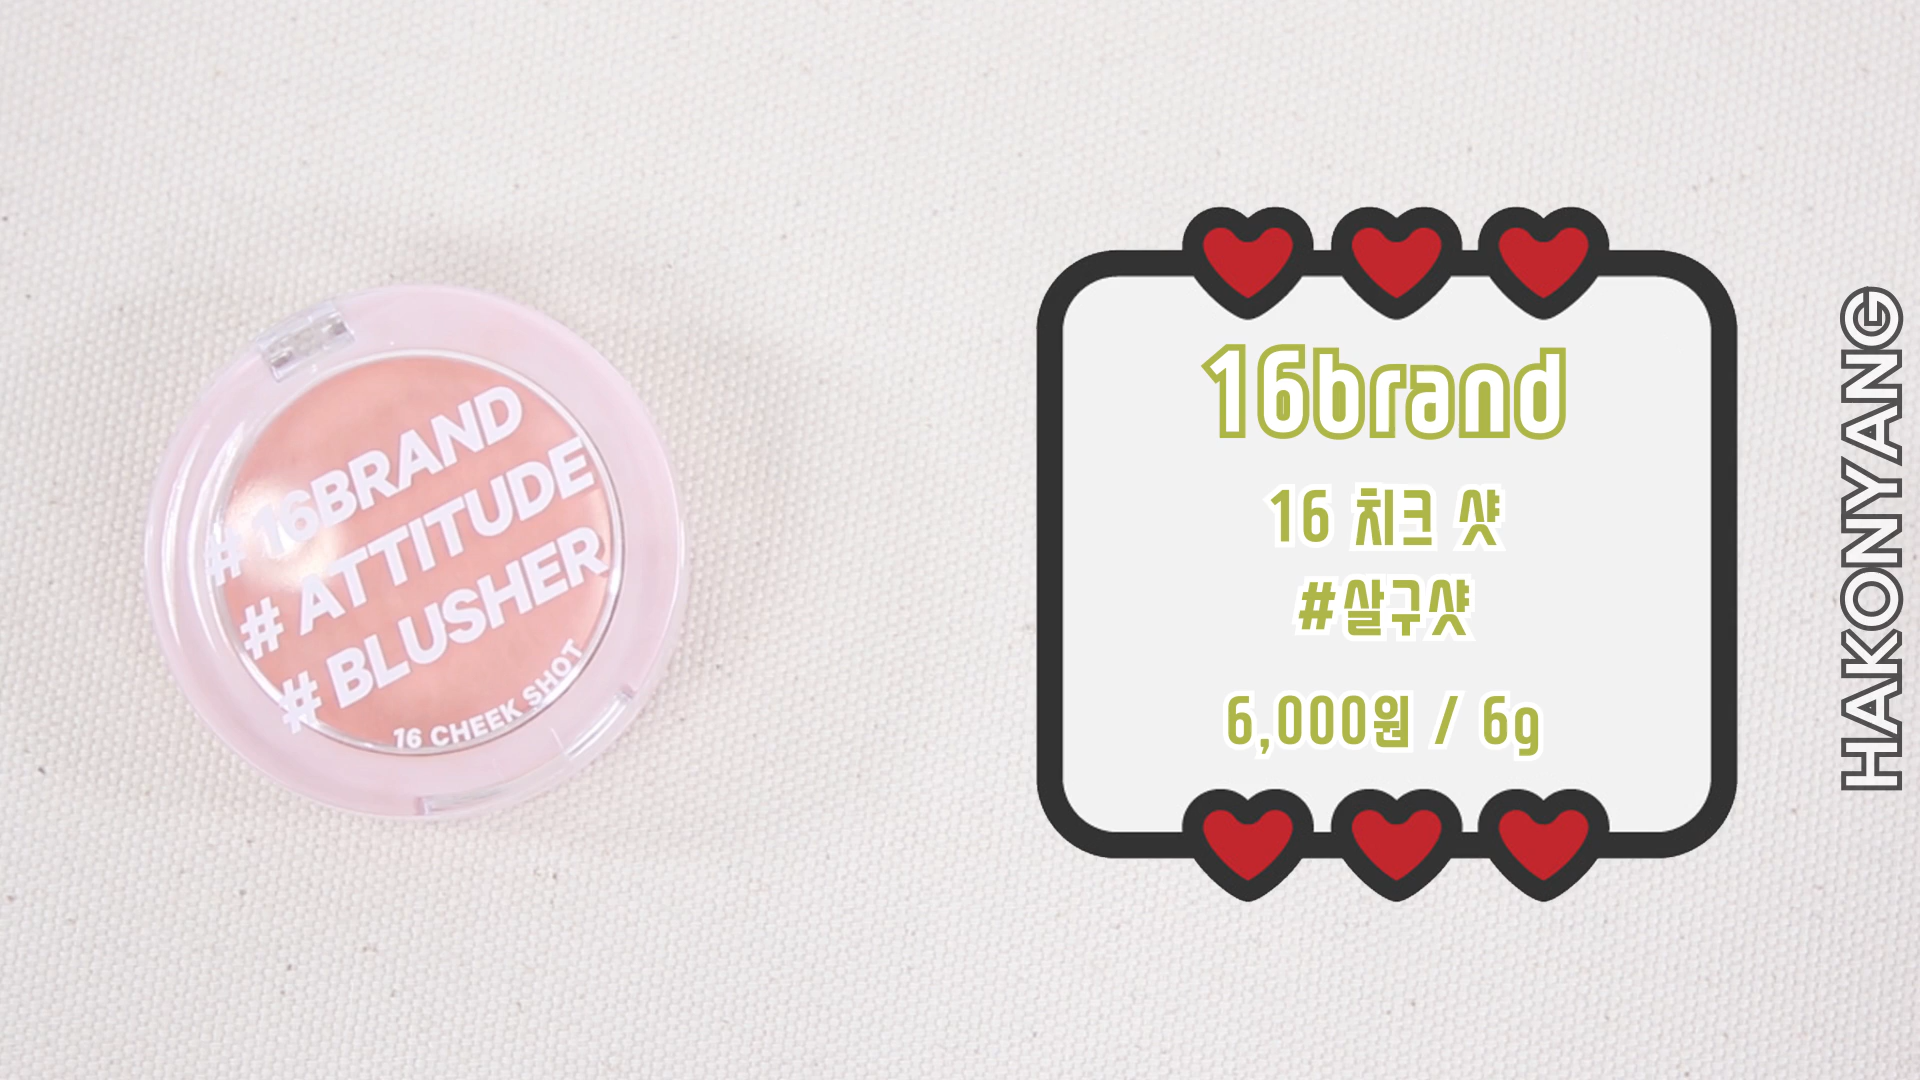 # 16BRAND
# ATTITUDE
# BLUSHER
16 CHEEK SHOT
16brand
16 치크 샷
#살구샷
6,000원 / 6g
HAKONYANG